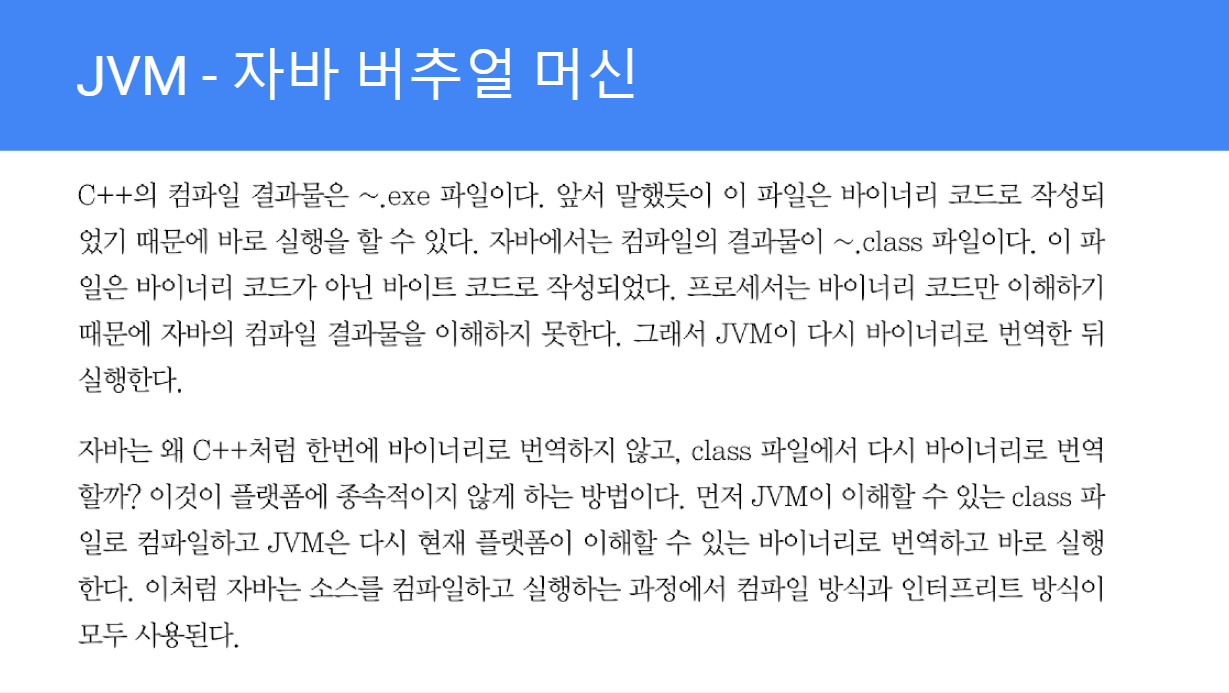 JVM - 자바 버추얼 머신
C++의 컴파일 결과물은 ~.exe 파일이다. 앞서 말했듯이 이 파일은 바이너리 코드로 작성되
었기 때문에 바로 실행을 할 수 있다. 자바에서는 컴파일의 결과물이 ~.class 파일이다. 이 파
일은 바이너리 코드가 아닌 바이트 코드로 작성되었다. 프로세서는 바이너리 코드만 이해하기
때문에 자바의 컴파일 결과물을 이해하지 못한다. 그래서 JVM이 다시 바이너리로 번역한 뒤
실행한다.
자바는 왜 C++처럼 한번에 바이너리로 번역하지 않고, class 파일에서 다시 바이너리로 번역
할까? 이것이 플랫폼에 종속적이지 않게 하는 방법이다. 먼저 JVM이 이해할 수 있는 class 파
일로 컴파일하고 JVM은 다시 현재 플랫폼이 이해할 수 있는 바이너리로 번역하고 바로 실행
한다. 이처럼 자바는 소스를 컴파일하고 실행하는 과정에서 컴파일 방식과 인터프리트 방식이
모두 사용된다.